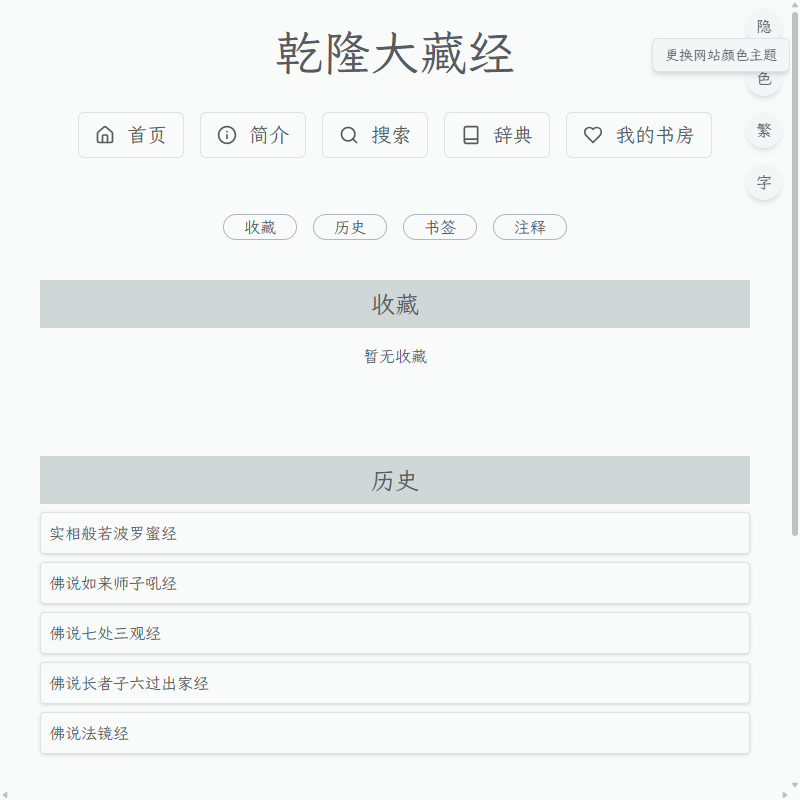 乾隆大藏经
隐
更换网站颜色主题
色
繁
字
首页 简介 搜索 辞典 我的书房
收藏 历史 书签 注释
收藏
暂无收藏
历史
实相般若波罗蜜经
佛说如来师子吼经
佛说七处三观经
佛说长者子六过出家经
佛说法镜经